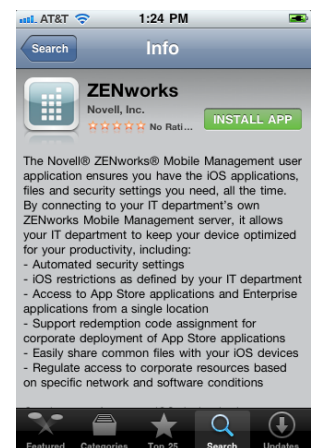 AT&T 1:24 PM
Search Info
ZENworks
Novell, Inc.
No Rati... INSTALL APP
The Novell® ZENworks® Mobile Management user
application ensures you have the iOS applications,
files and security settings you need, all the time.
By connecting to your IT department's own
ZENworks Mobile Management server, it allows
your IT department to keep your device optimized
for your productivity, including:
- Automated security settings
- iOS restrictions as defined by your IT department
- Access to App Store applications and Enterprise
applications from a single location
- Support redemption code assignment for
corporate deployment of App Store applications
- Easily share common files with your iOS devices
- Regulate access to corporate resources based
on specific network and software conditions
Featured Categories Top 25 Search Updates